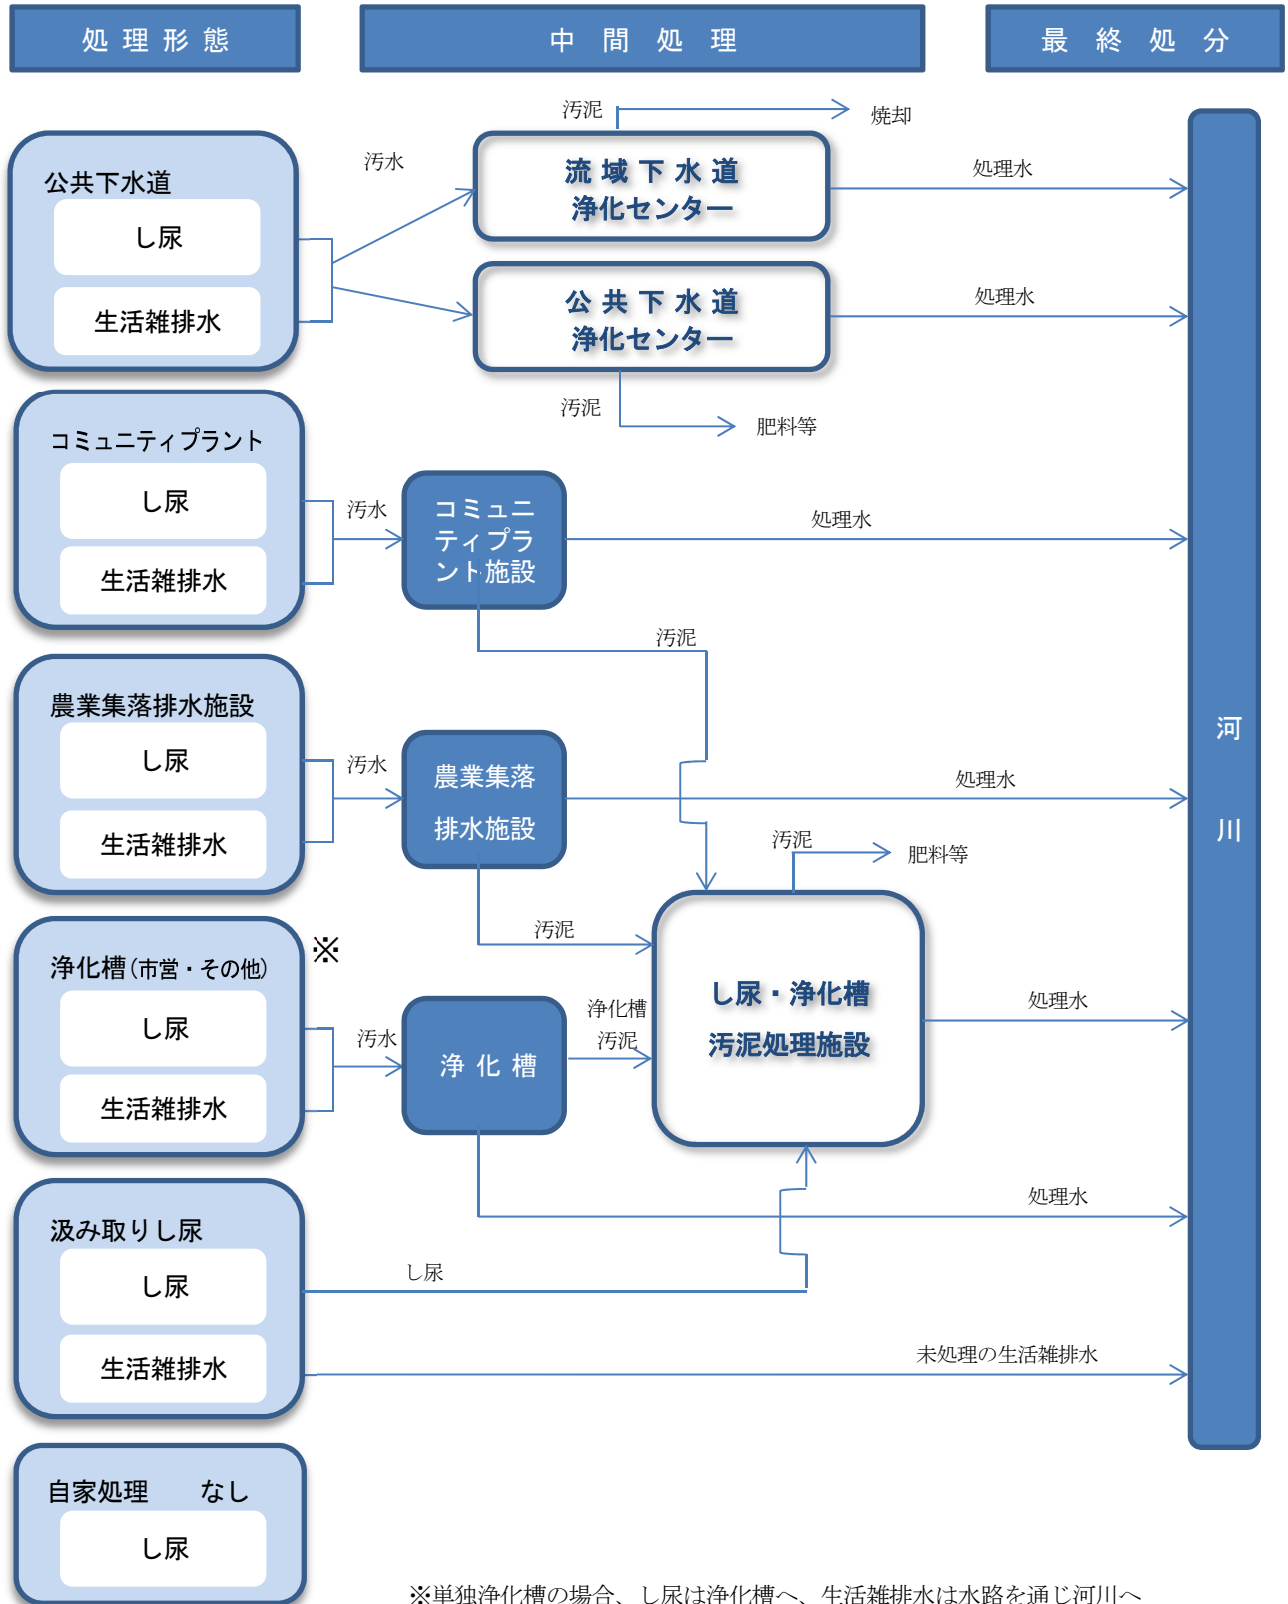 処理形態
中間処理
最終処分
汚泥
焼却
汚水
流域下水道
浄化センター
処理水
公共下水道
し尿
生活雑排水
公共下水道
浄化センター
処理水
汚泥
肥料等
コミュニティプラント
し尿
生活雑排水
汚水
コミュニ
ティプラ
ント施設
処理水
汚泥
農業集落排水施設
し尿
生活雑排水
汚水
農業集落
排水施設
処理水
汚泥
肥料等
汚泥
河
川
浄化槽(市営・その他)
※
し尿
生活雑排水
汚水
浄化槽
浄化槽
汚泥
し尿・浄化槽
汚泥処理施設
処理水
処理水
汲み取りし尿
し尿
生活雑排水
し尿
未処理の生活雑排水
自家処理 なし
し尿
※単独浄化槽の場合、し尿は浄化槽へ、生活雑排水は水路を通じ河川へ